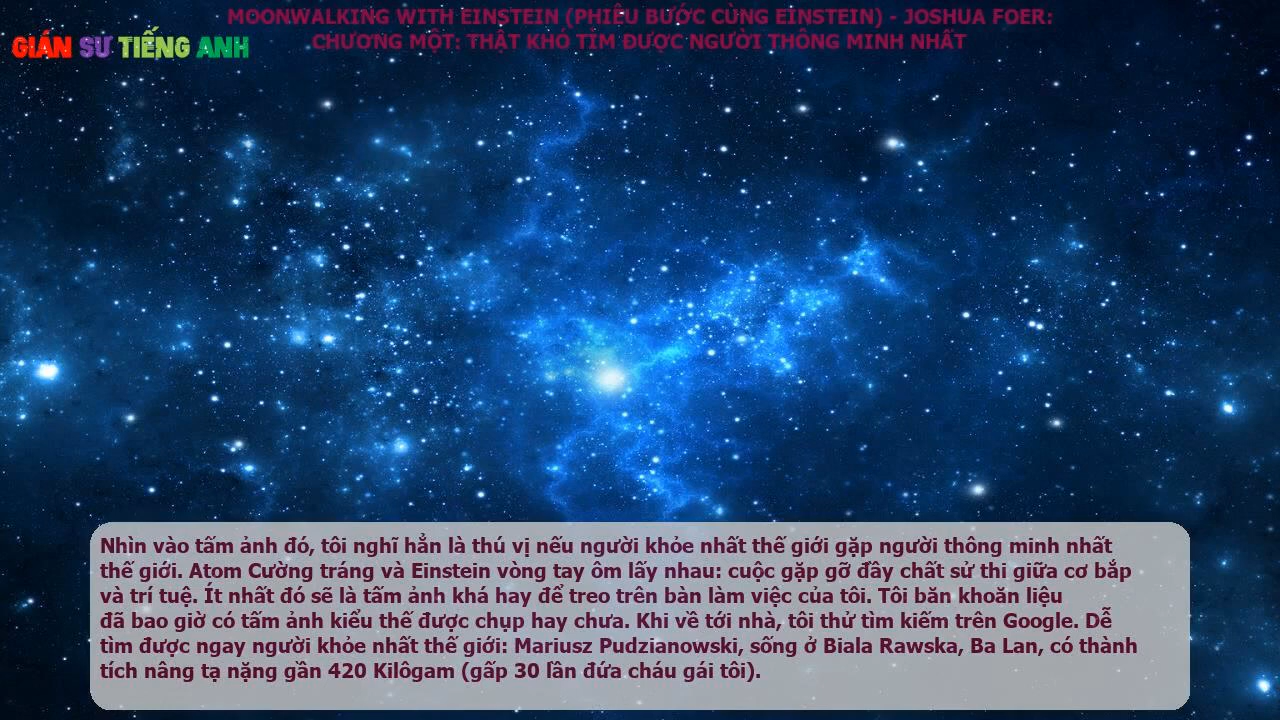 MOONWALKING WITH EINSTEIN (PHIÊU BƯỚC CÙNG EINSTEIN) - JOSHUA FOER:
CHƯƠNG MỘT: THẬT KHÓ TÌM ĐƯỢC NGƯỜI THÔNG MINH NHẤT
GIÁN SƯ TIẾNG ANH
Nhìn vào tấm ảnh đó, tôi nghĩ hẳn là thú vị nếu người khỏe nhất thế giới gặp người thông minh nhất
thế giới. Atom Cường tráng và Einstein vòng tay ôm lấy nhau: cuộc gặp gỡ đầy chất sử thi giữa cơ bắp
và trí tuệ. Ít nhất đó sẽ là tấm ảnh khá hay để treo trên bàn làm việc của tôi. Tôi băn khoăn liệu
đã bao giờ có tấm ảnh kiểu thế được chụp hay chưa. Khi về tới nhà, tôi thử tìm kiếm trên Google. Dễ
tìm được ngay người khỏe nhất thế giới: Mariusz Pudzianowski, sống ở Biala Rawska, Ba Lan, có thành
tích nâng tạ nặng gần 420 Kilôgam (gấp 30 lần đứa cháu gái tôi).